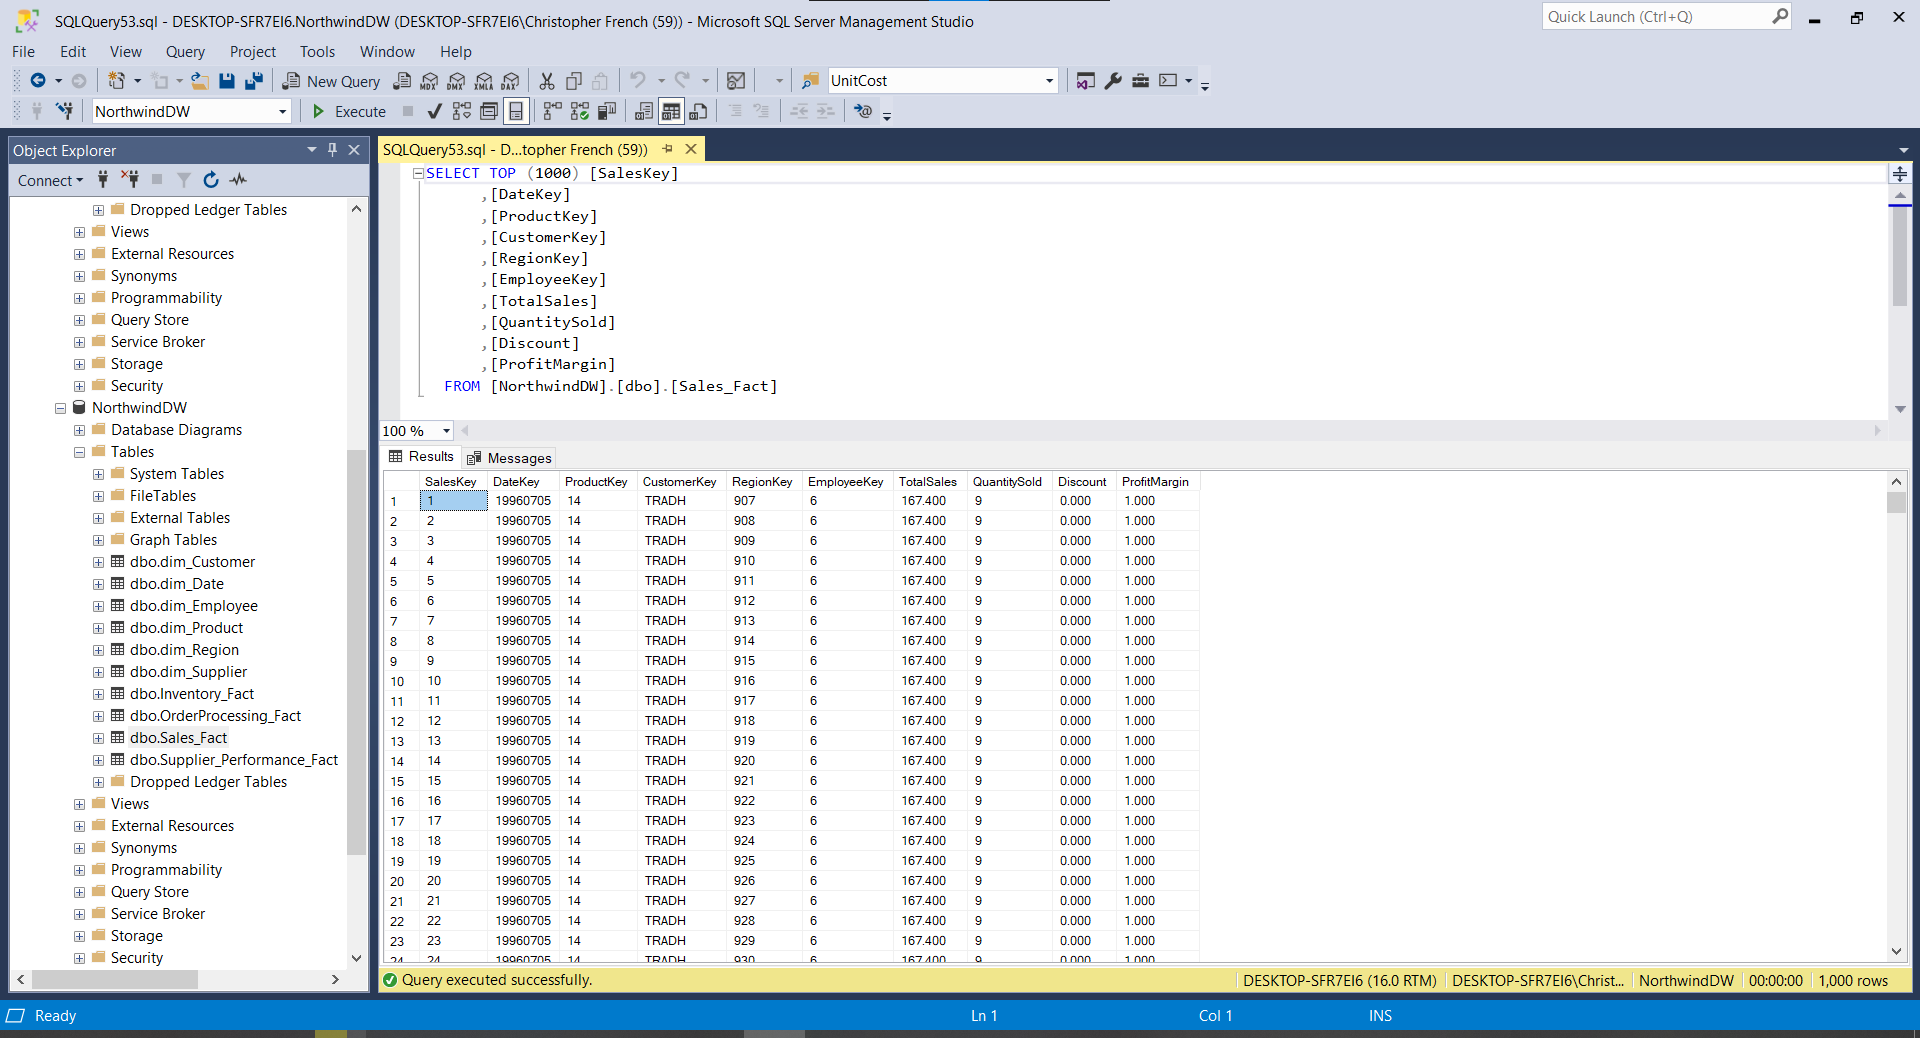 SQLQuery53.sql - DESKTOP-SFR7EI6.NorthwindDW (DESKTOP-SFR7EI6\Christopher French (59)) - Microsoft SQL Server Management Studio
Quick Launch (Ctrl+Q)
File Edit View Query Project Tools Window Help
New Query MDX DMX XMLA DAX UnitCost
NorthwindDW Execute
Object Explorer
Connect
Dropped Ledger Tables
Views
External Resources
Synonyms
Programmability
Query Store
Service Broker
Storage
Security
NorthwindDW
Database Diagrams
Tables
System Tables
FileTables
External Tables
Graph Tables
dbo.dim_Customer
dbo.dim_Date
dbo.dim_Employee
dbo.dim_Product
dbo.dim_Region
dbo.dim_Supplier
dbo.Inventory_Fact
dbo.OrderProcessing_Fact
dbo.Sales_Fact
dbo.Supplier_Performance_Fact
Dropped Ledger Tables
Views
External Resources
Synonyms
Programmability
Query Store
Service Broker
Storage
Security
SQLQuery53.sql - D...topher French (59))
SELECT TOP (1000) [SalesKey]
,[DateKey]
,[ProductKey]
,[CustomerKey]
,[RegionKey]
,[EmployeeKey]
,[TotalSales]
,[QuantitySold]
,[Discount]
,[ProfitMargin]
FROM [NorthwindDW].[dbo].[Sales_Fact]
100 %
Results Messages
SalesKey DateKey ProductKey CustomerKey RegionKey EmployeeKey TotalSales QuantitySold Discount ProfitMargin
1 1 19960705 14 TRADH 907 6 167.400 9 0.000 1.000
2 2 19960705 14 TRADH 908 6 167.400 9 0.000 1.000
3 3 19960705 14 TRADH 909 6 167.400 9 0.000 1.000
4 4 19960705 14 TRADH 910 6 167.400 9 0.000 1.000
5 5 19960705 14 TRADH 911 6 167.400 9 0.000 1.000
6 6 19960705 14 TRADH 912 6 167.400 9 0.000 1.000
7 7 19960705 14 TRADH 913 6 167.400 9 0.000 1.000
8 8 19960705 14 TRADH 914 6 167.400 9 0.000 1.000
9 9 19960705 14 TRADH 915 6 167.400 9 0.000 1.000
10 10 19960705 14 TRADH 916 6 167.400 9 0.000 1.000
11 11 19960705 14 TRADH 917 6 167.400 9 0.000 1.000
12 12 19960705 14 TRADH 918 6 167.400 9 0.000 1.000
13 13 19960705 14 TRADH 919 6 167.400 9 0.000 1.000
14 14 19960705 14 TRADH 920 6 167.400 9 0.000 1.000
15 15 19960705 14 TRADH 921 6 167.400 9 0.000 1.000
16 16 19960705 14 TRADH 922 6 167.400 9 0.000 1.000
17 17 19960705 14 TRADH 923 6 167.400 9 0.000 1.000
18 18 19960705 14 TRADH 924 6 167.400 9 0.000 1.000
19 19 19960705 14 TRADH 925 6 167.400 9 0.000 1.000
20 20 19960705 14 TRADH 926 6 167.400 9 0.000 1.000
21 21 19960705 14 TRADH 927 6 167.400 9 0.000 1.000
22 22 19960705 14 TRADH 928 6 167.400 9 0.000 1.000
23 23 19960705 14 TRADH 929 6 167.400 9 0.000 1.000
24 24 19960705 14 TRADH 930 6 167.400 9 0.000 1.000
Query executed successfully. DESKTOP-SFR7EI6 (16.0 RTM) DESKTOP-SFR7EI6\Christ... NorthwindDW 00:00:00 1,000 rows
Ready Ln 1 Col 1 INS